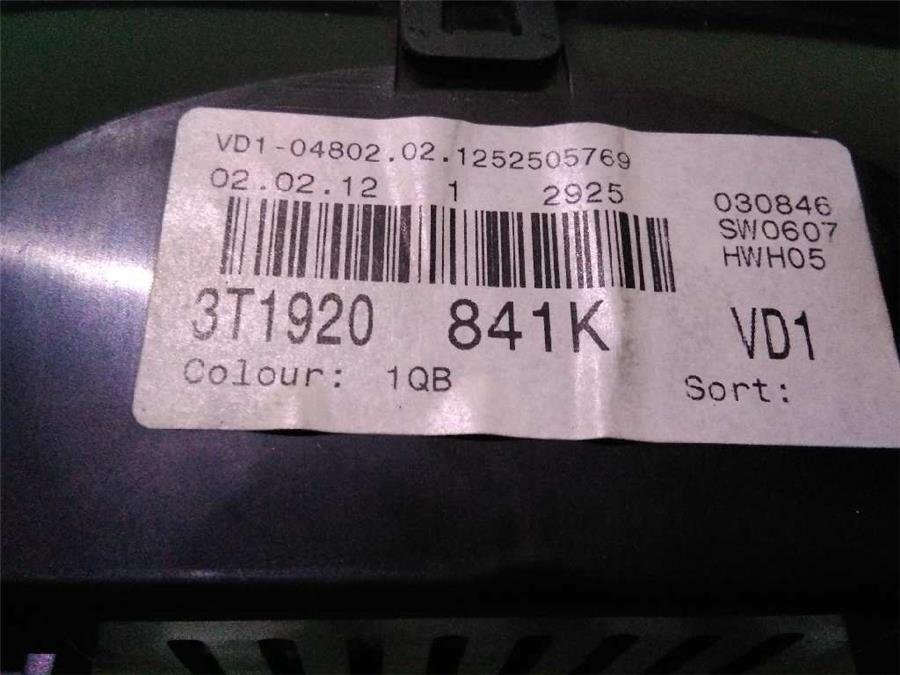 VD1-04802.02.1252505769
02.02.12 1 2925
030846
SW0607
HWH05
3T1920 841K VD1
Colour: 1QB Sort: